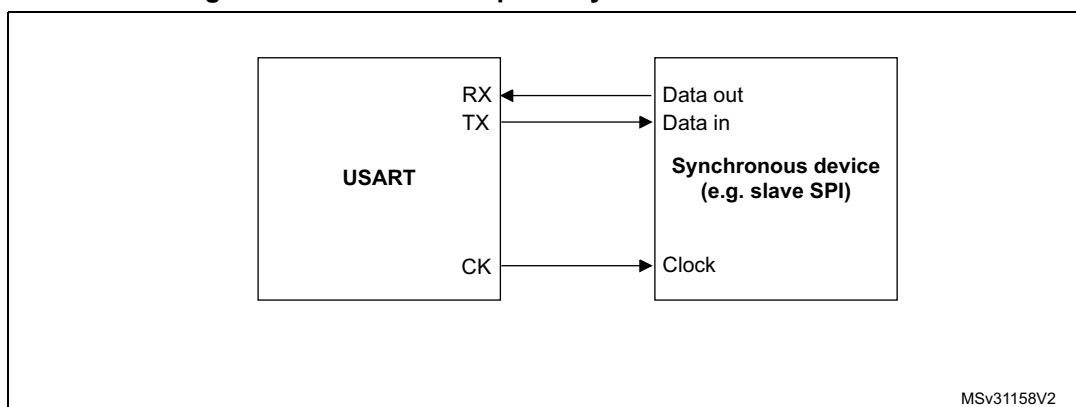 RX
TX
USART
CK
Data out
Data in
Synchronous device
(e.g. slave SPI)
Clock
MSv31158V2